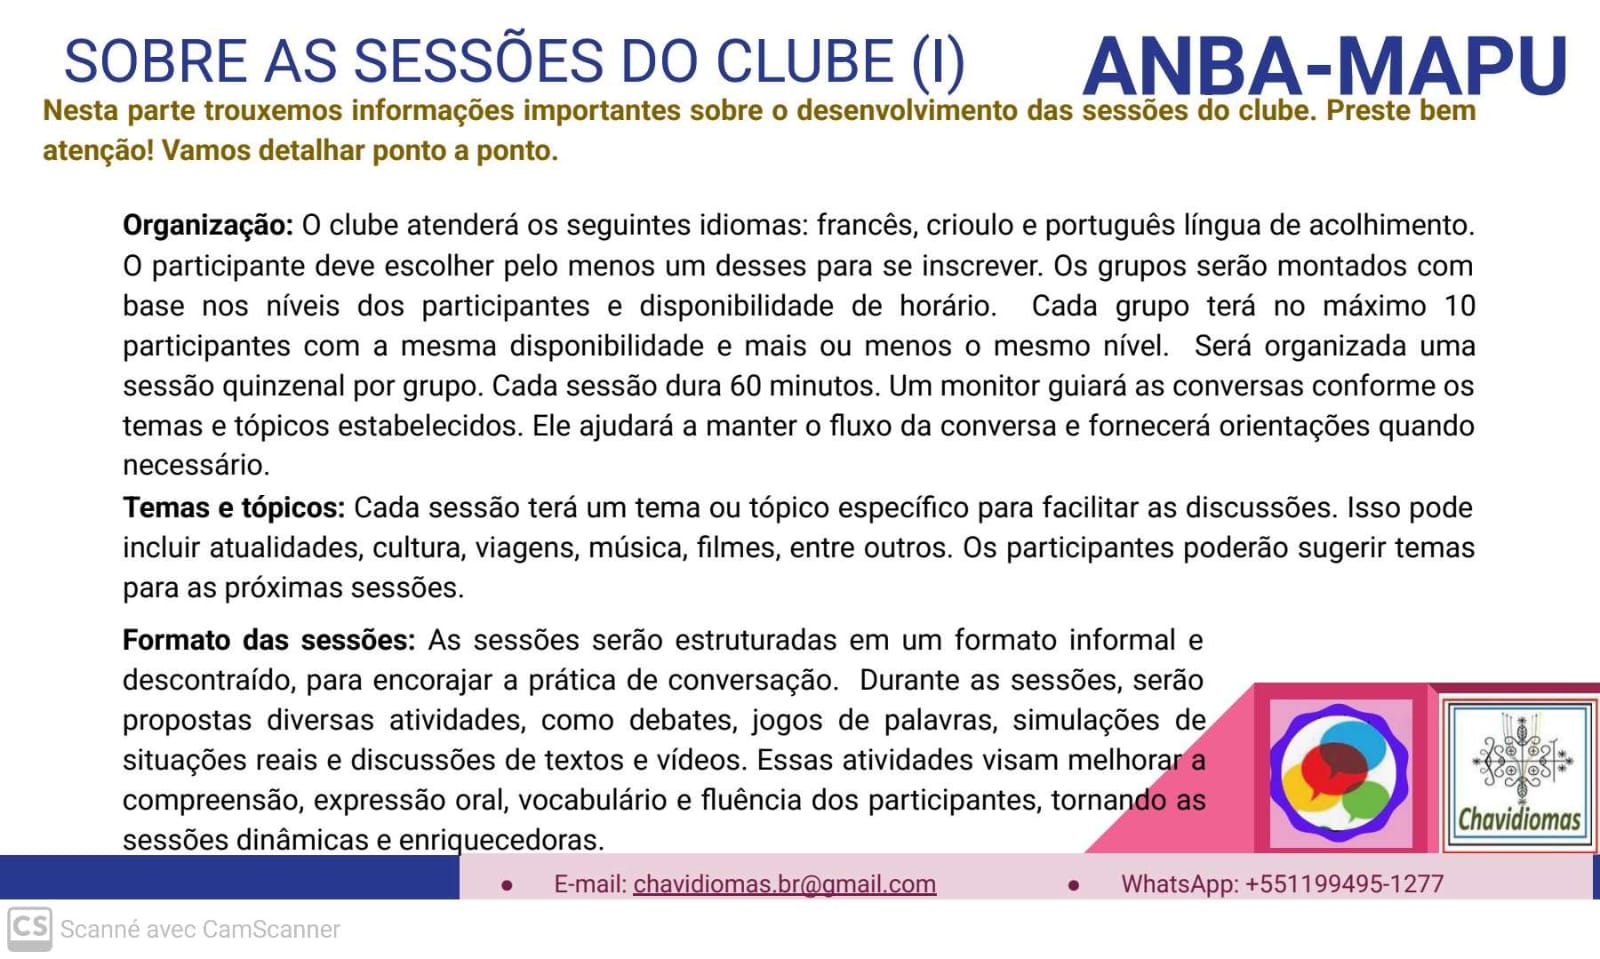 SOBRE AS SESSÕES DO CLUBE (I)
ANBA-MAPU
Nesta parte trouxemos informações importantes sobre o desenvolvimento das sessões do clube. Preste bem
atenção! Vamos detalhar ponto a ponto.
Organização: O clube atenderá os seguintes idiomas: francês, crioulo e português língua de acolhimento.
O participante deve escolher pelo menos um desses para se inscrever. Os grupos serão montados com
base nos níveis dos participantes e disponibilidade de horário. Cada grupo terá no máximo 10
participantes com a mesma disponibilidade e mais ou menos o mesmo nível. Será organizada uma
sessão quinzenal por grupo. Cada sessão dura 60 minutos. Um monitor guiará as conversas conforme os
temas e tópicos estabelecidos. Ele ajudará a manter o fluxo da conversa e fornecerá orientações quando
necessário.
Temas e tópicos: Cada sessão terá um tema ou tópico específico para facilitar as discussões. Isso pode
incluir atualidades, cultura, viagens, música, filmes, entre outros. Os participantes poderão sugerir temas
para as próximas sessões.
Formato das sessões: As sessões serão estruturadas em um formato informal e
descontraído, para encorajar a prática de conversação. Durante as sessões, serão
propostas diversas atividades, como debates, jogos de palavras, simulações de
situações reais e discussões de textos e vídeos. Essas atividades visam melhorar a
compreensão, expressão oral, vocabulário e fluência dos participantes, tornando as
sessões dinâmicas e enriquecedoras.
Chavidiomas
● E-mail: chavidiomas.br@gmail.com
● WhatsApp: +551199495-1277
CS Scanné avec CamScanner